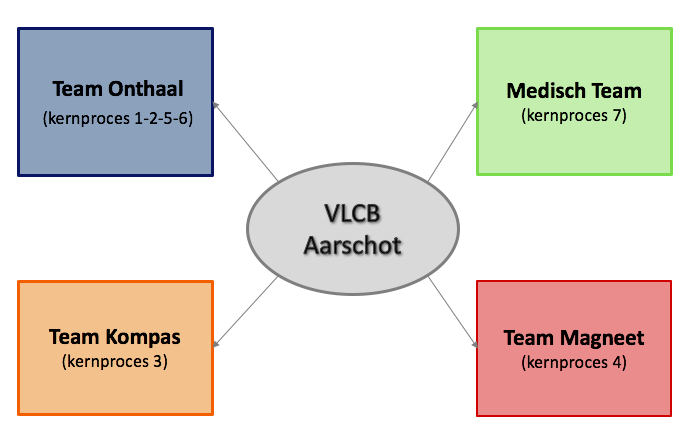 Team Onthaal
(kernproces 1-2-5-6)
Medisch Team
(kernproces 7)
VLCB
Aarschot
Team Kompas
(kernproces 3)
Team Magneet
(kernproces 4)